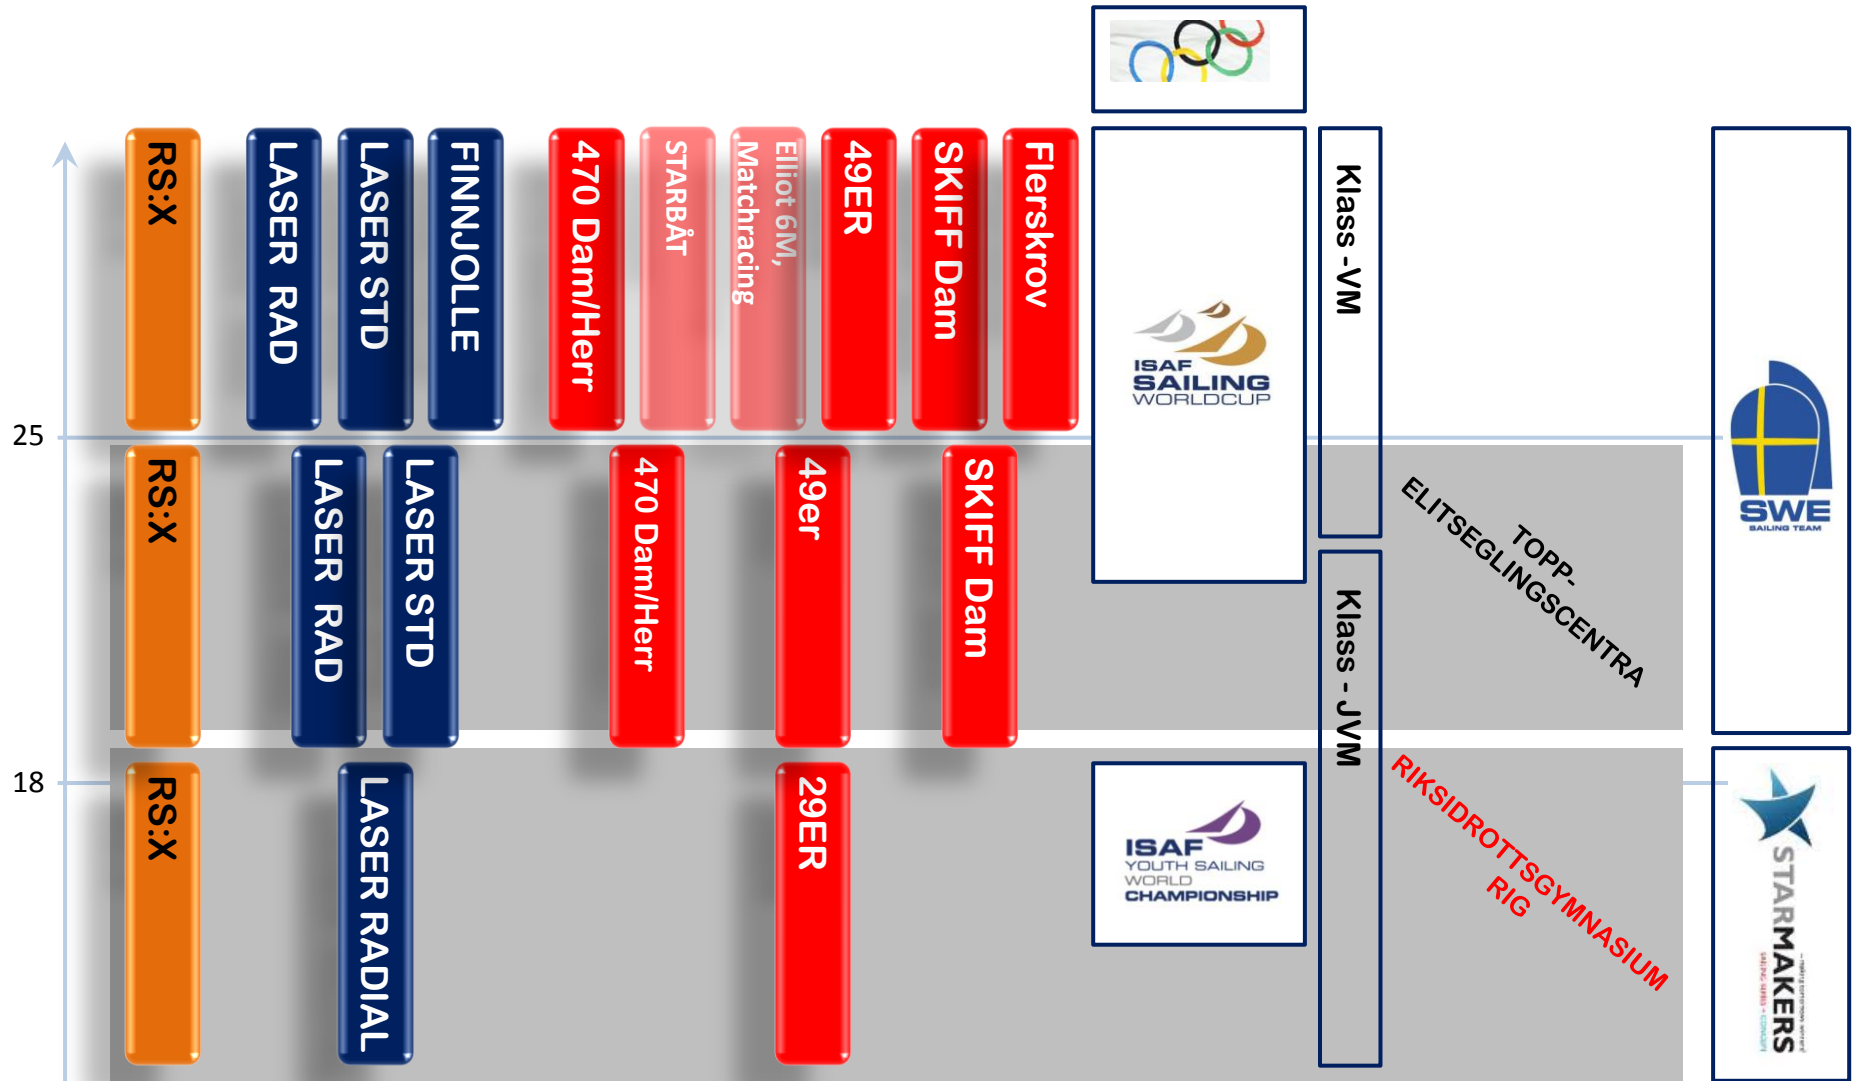 RS:X
LASER RAD
LASER STD
FINNJOLLE
470 Dam/Herr
STARBÅT
Elliot 6M,
Matchracing
49ER
SKIFF Dam
Flerskrov
ISAF
SAILING
WORLDCUP
Klass -VM
25
RS:X
LASER RAD
LASER STD
470 Dam/Herr
49er
SKIFF Dam
Klass - JVM
TOPP-
ELITSEGLINGSCENTRA
SWE
SAILING TEAM
18
RS:X
LASER RADIAL
29ER
ISAF
YOUTH SAILING
WORLD
CHAMPIONSHIP
RIKSIDROTTSGYMNASIUM
RIG
STARMAKERS